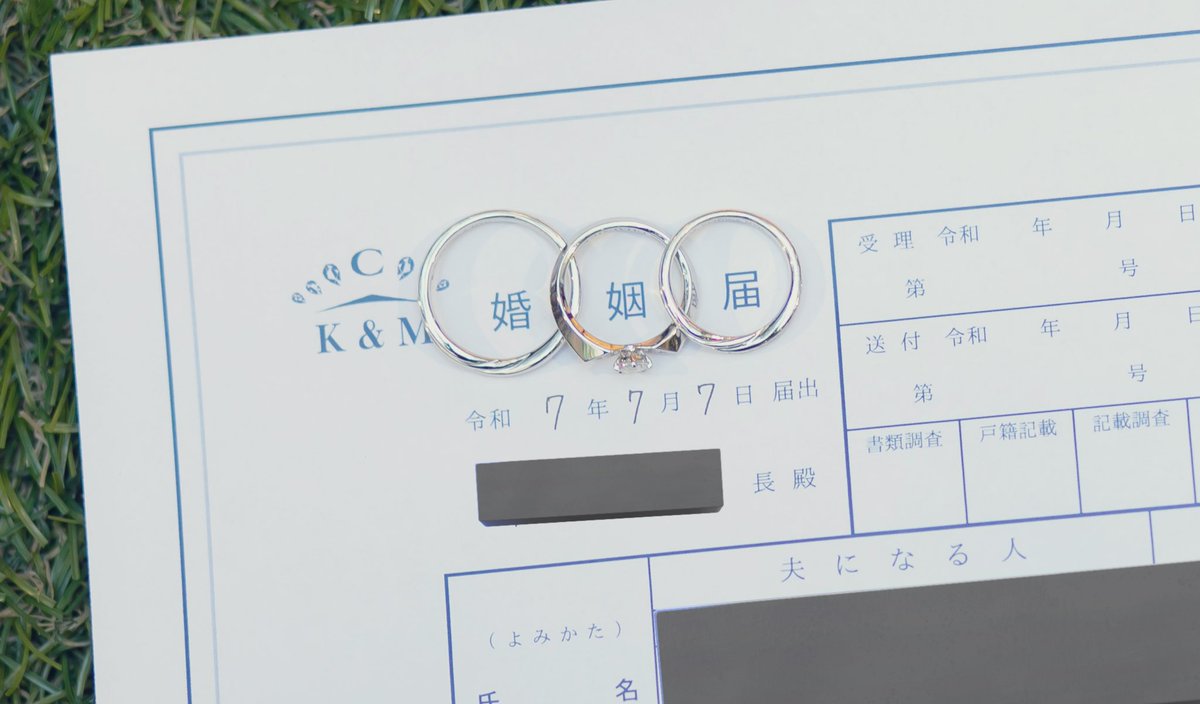 C
K & M
婚姻届
令和 7 年 7 月 7 日 届出
長 殿
受 理 令和 年 月 日
第 号
送 付 令和 年 月 日
第 号
書類調査 戸籍記載 記載調査
夫 に な る 人
( よ み か た )
氏 名